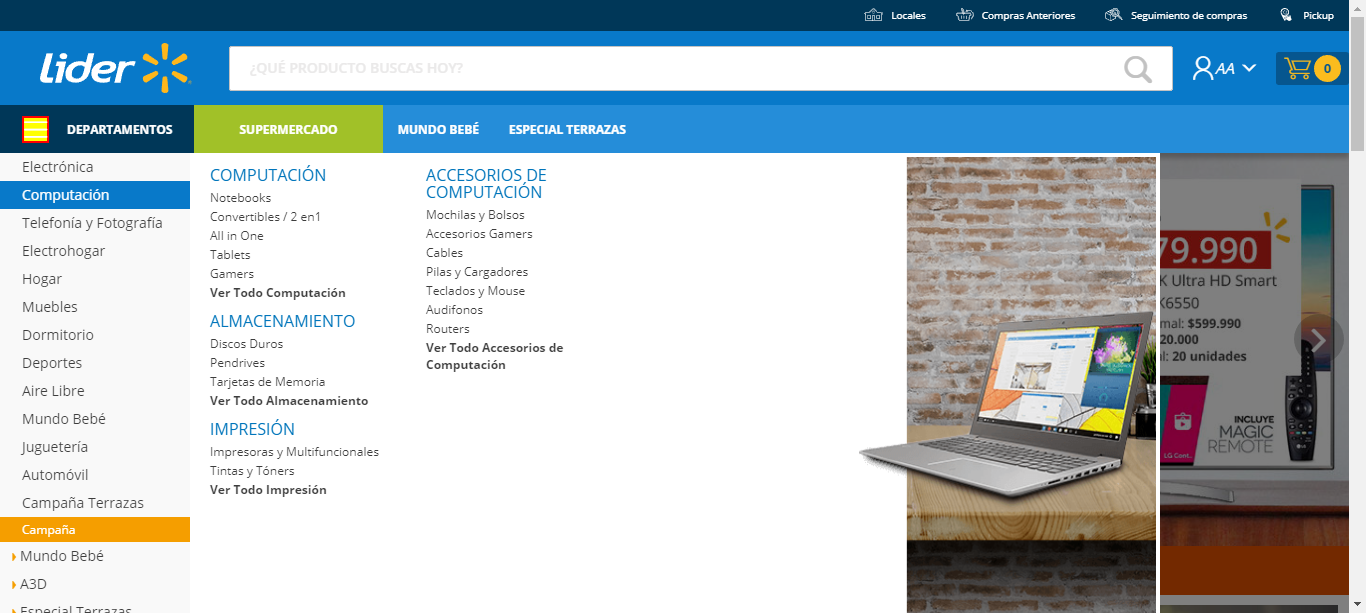 Locales
Compras Anteriores
Seguimiento de compras
Pickup
Lider
¿QUÉ PRODUCTO BUSCAS HOY?
AA
0
DEPARTAMENTOS
SUPERMERCADO
MUNDO BEBÉ
ESPECIAL TERRAZAS
Electrónica
Computación
Telefonía y Fotografía
Electrohogar
Hogar
Muebles
Dormitorio
Deportes
Aire Libre
Mundo Bebé
Juguetería
Automóvil
Campaña Terrazas
Campaña
Mundo Bebé
A3D
Especial Terrazas
COMPUTACIÓN
Notebooks
Convertibles / 2 en1
All in One
Tablets
Gamers
Ver Todo Computación
ALMACENAMIENTO
Discos Duros
Pendrives
Tarjetas de Memoria
Ver Todo Almacenamiento
IMPRESIÓN
Impresoras y Multifuncionales
Tintas y Tóners
Ver Todo Impresión
ACCESORIOS DE
COMPUTACIÓN
Mochilas y Bolsos
Accesorios Gamers
Cables
Pilas y Cargadores
Teclados y Mouse
Audifonos
Routers
Ver Todo Accesorios de
Computación
79.990
K Ultra HD Smart
K6550
mal: $599.990
20.000
l: 20 unidades
INCLUYE
MAGIC
REMOTE
LG Cont.
LG